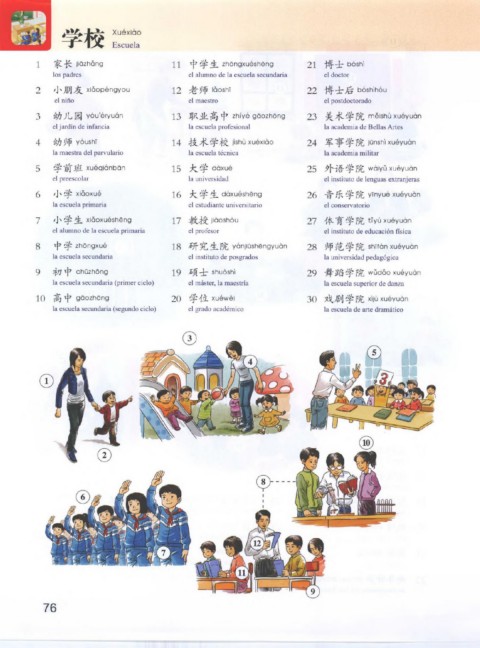 学校 Xuéxiào
Escuela
1 家长 jiāzhǎng
los padres
2 小朋友 xiǎopéngyou
el niño
3 幼儿园 yòu'éryuán
el jardín de infancia
4 幼师 yòushī
la maestra del parvulario
5 学前班 xuéqiánbān
el preescolar
6 小学 xiǎoxué
la escuela primaria
7 小学生 xiǎoxuéshēng
el alumno de la escuela primaria
8 中学 zhōngxué
la escuela secundaria
9 初中 chūzhōng
la escuela secundaria (primer ciclo)
10 高中 gāozhōng
la escuela secundaria (segundo ciclo)
11 中学生 zhōngxuéshēng
el alumno de la escuela secundaria
12 老师 lǎoshī
el maestro
13 职业高中 zhíyè gāozhōng
la escuela profesional
14 技术学校 jìshù xuéxiào
la escuela técnica
15 大学 dàxué
la universidad
16 大学生 dàxuéshēng
el estudiante universitario
17 教授 jiàoshòu
el profesor
18 研究生院 yánjiūshēngyuàn
el instituto de posgrados
19 硕士 shuòshì
el máster, la maestría
20 学位 xuéwèi
el grado académico
21 博士 bóshì
el doctor
22 博士后 bóshìhòu
el postdoctorado
23 美术学院 měishù xuéyuàn
la academia de Bellas Artes
24 军事学院 jūnshì xuéyuàn
la academia militar
25 外语学院 wàiyǔ xuéyuàn
el instituto de lenguas extranjeras
26 音乐学院 yīnyuè xuéyuàn
el conservatorio
27 体育学院 tǐyù xuéyuàn
el instituto de educación física
28 师范学院 shīfàn xuéyuàn
la universidad pedagógica
29 舞蹈学院 wǔdǎo xuéyuàn
la escuela superior de danza
30 戏剧学院 xìjù xuéyuàn
la escuela de arte dramático
3
1
4
5
3
2
10
6
8
12
7
11
9
76